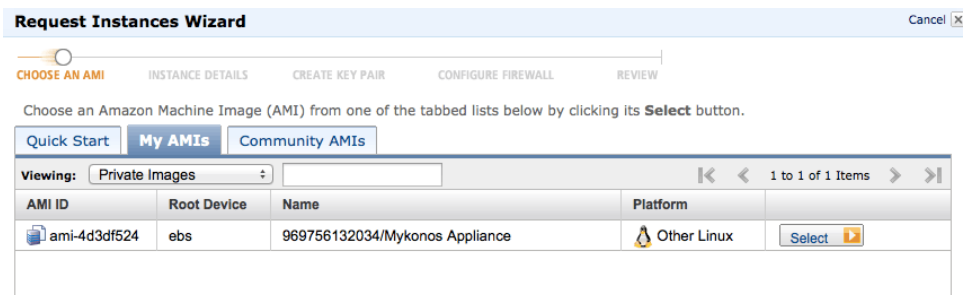 Request Instances Wizard Cancel X
CHOOSE AN AMI INSTANCE DETAILS CREATE KEY PAIR CONFIGURE FIREWALL REVIEW
Choose an Amazon Machine Image (AMI) from one of the tabbed lists below by clicking its Select button.
Quick Start My AMIs Community AMIs
Viewing: Private Images 1 to 1 of 1 Items
AMI ID Root Device Name Platform
ami-4d3df524 ebs 969756132034/Mykonos Appliance Other Linux Select